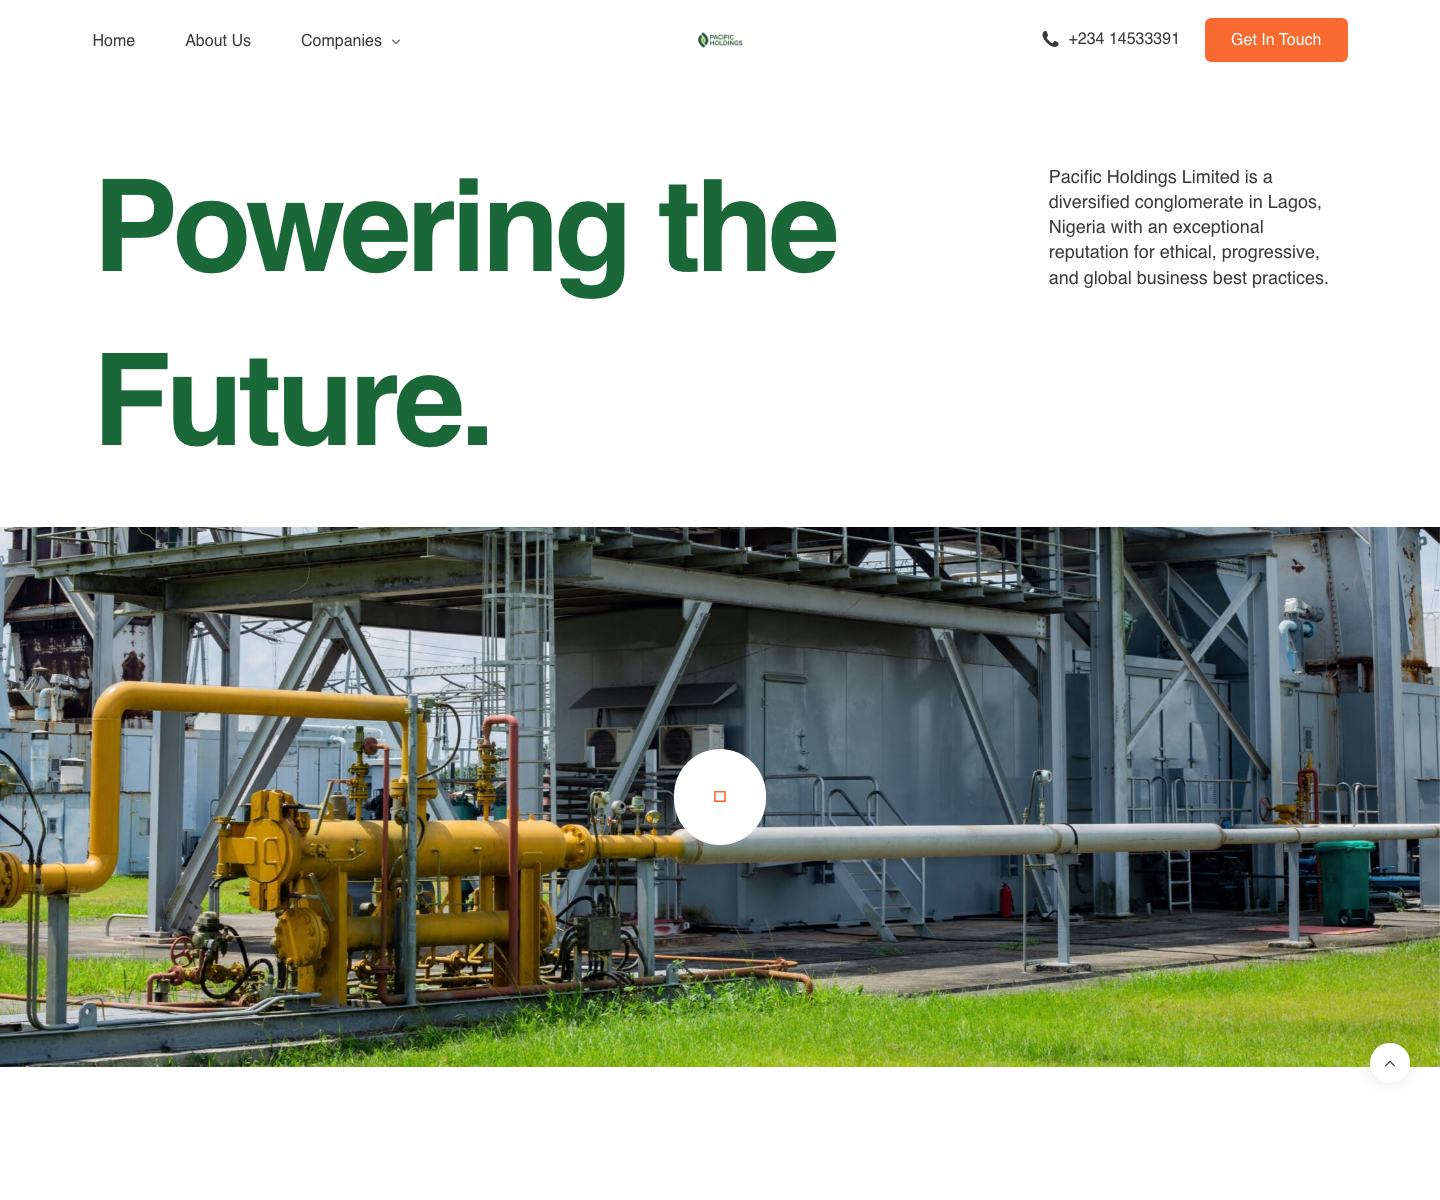 Home
About Us
Companies
PACIFIC
HOLDINGS
+234 14533391
Get In Touch
Powering the
Future.
Pacific Holdings Limited is a
diversified conglomerate in Lagos,
Nigeria with an exceptional
reputation for ethical, progressive,
and global business best practices.